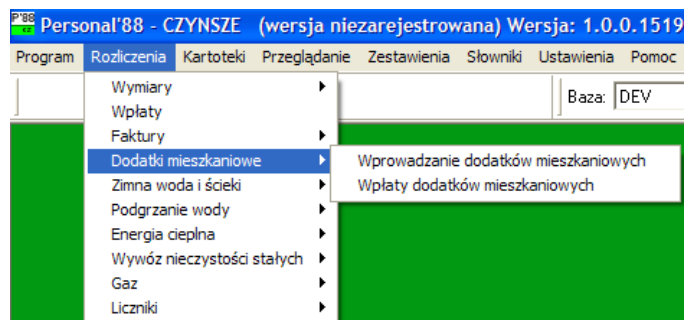 P'88 cz Personal'88 - CZYNSZE (wersja niezarejestrowana) Wersja: 1.0.0.1519
Program Rozliczenia Kartoteki Przeglądanie Zestawienia Słowniki Ustawienia Pomoc
Wymiary
Baza: DEV
Wpłaty
Faktury
Dodatki mieszkaniowe
Wprowadzanie dodatków mieszkaniowych
Zimna woda i ścieki
Wpłaty dodatków mieszkaniowych
Podgrzanie wody
Energia cieplna
Wywóz nieczystości stałych
Gaz
Liczniki